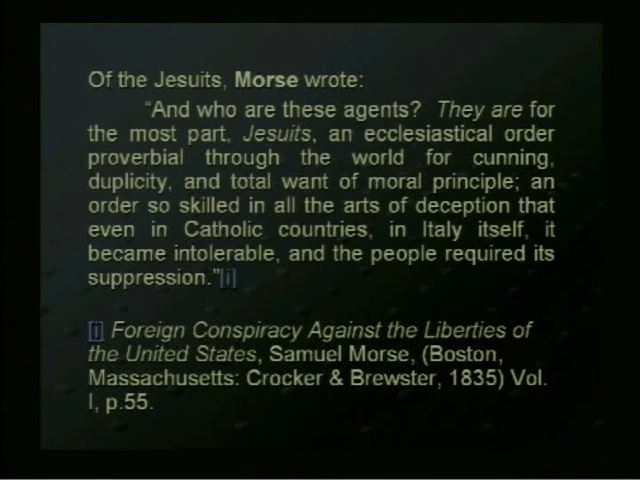 Of the Jesuits, Morse wrote:
"And who are these agents? They are for
the most part, Jesuits, an ecclesiastical order
proverbial through the world for cunning,
duplicity, and total want of moral principle; an
order so skilled in all the arts of deception that
even in Catholic countries, in Italy itself, it
became intolerable, and the people required its
suppression."[i]
[i] Foreign Conspiracy Against the Liberties of
the United States, Samuel Morse, (Boston,
Massachusetts: Crocker & Brewster, 1835) Vol.
I, p.55.